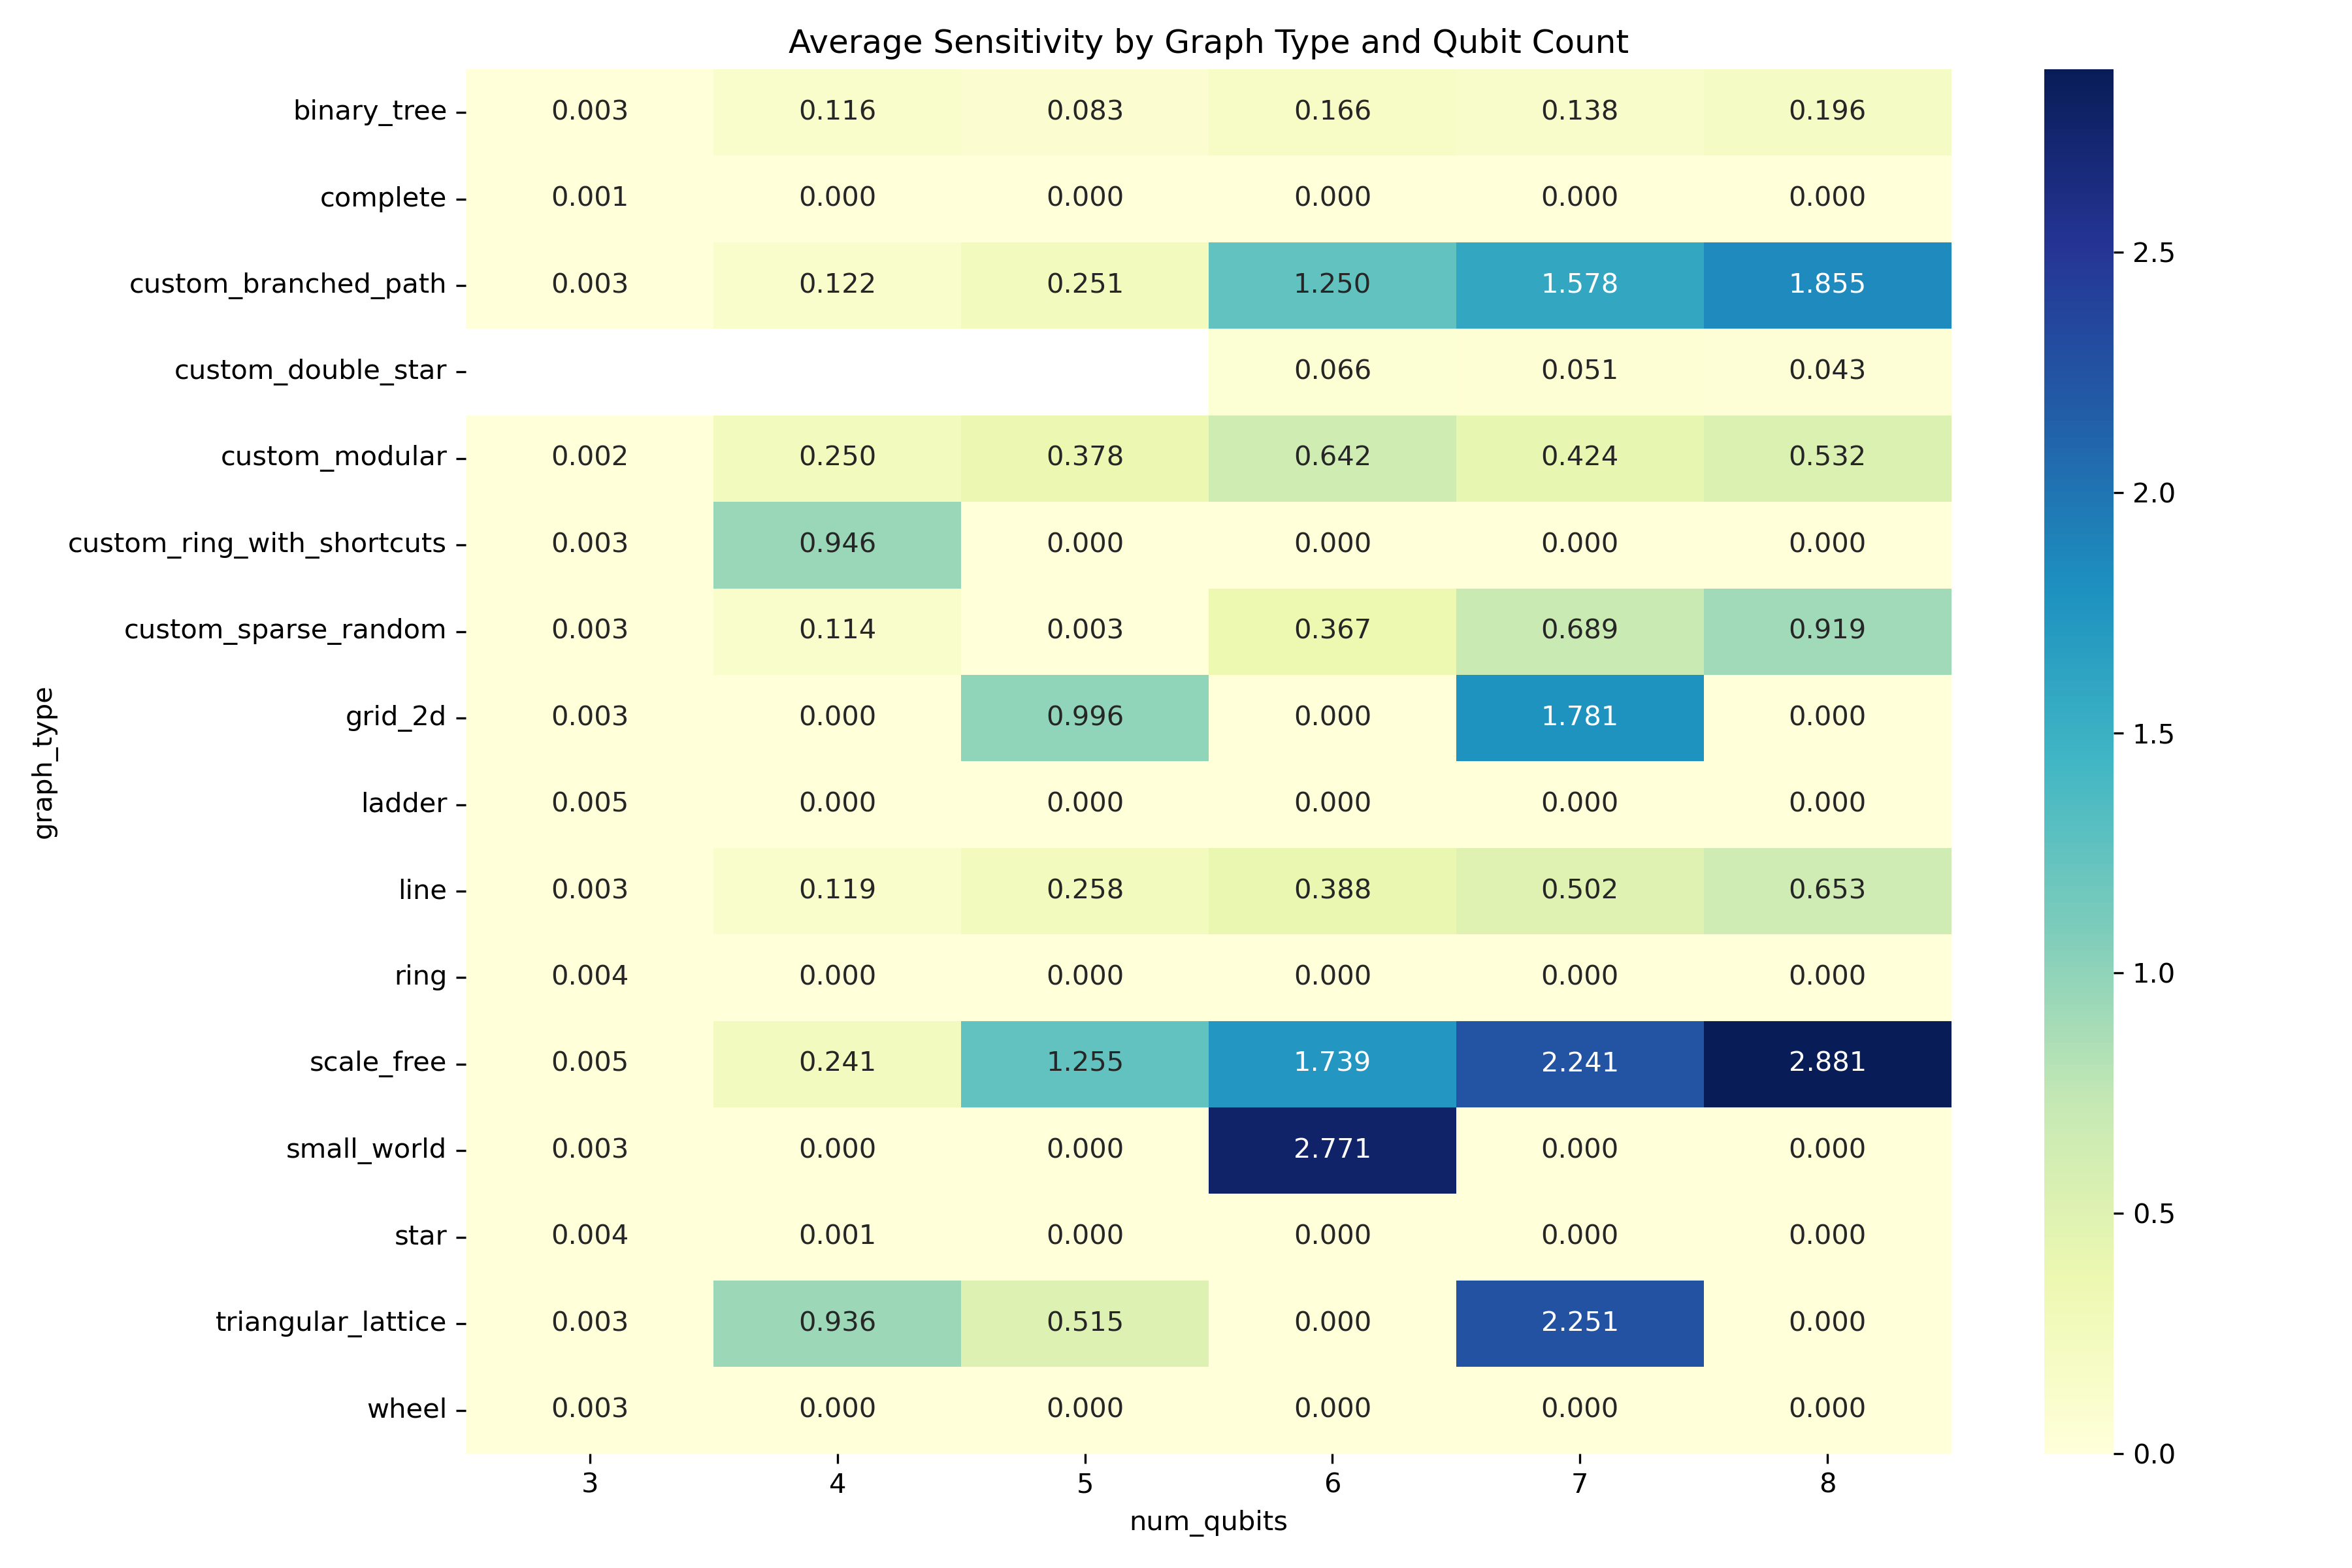 Average Sensitivity by Graph Type and Qubit Count
graph_type
binary_tree 0.003 0.116 0.083 0.166 0.138 0.196
complete 0.001 0.000 0.000 0.000 0.000 0.000
custom_branched_path 0.003 0.122 0.251 1.250 1.578 1.855
custom_double_star 0.066 0.051 0.043
custom_modular 0.002 0.250 0.378 0.642 0.424 0.532
custom_ring_with_shortcuts 0.003 0.946 0.000 0.000 0.000 0.000
custom_sparse_random 0.003 0.114 0.003 0.367 0.689 0.919
grid_2d 0.003 0.000 0.996 0.000 1.781 0.000
ladder 0.005 0.000 0.000 0.000 0.000 0.000
line 0.003 0.119 0.258 0.388 0.502 0.653
ring 0.004 0.000 0.000 0.000 0.000 0.000
scale_free 0.005 0.241 1.255 1.739 2.241 2.881
small_world 0.003 0.000 0.000 2.771 0.000 0.000
star 0.004 0.001 0.000 0.000 0.000 0.000
triangular_lattice 0.003 0.936 0.515 0.000 2.251 0.000
wheel 0.003 0.000 0.000 0.000 0.000 0.000
3 4 5 6 7 8
num_qubits
2.5
2.0
1.5
1.0
0.5
0.0